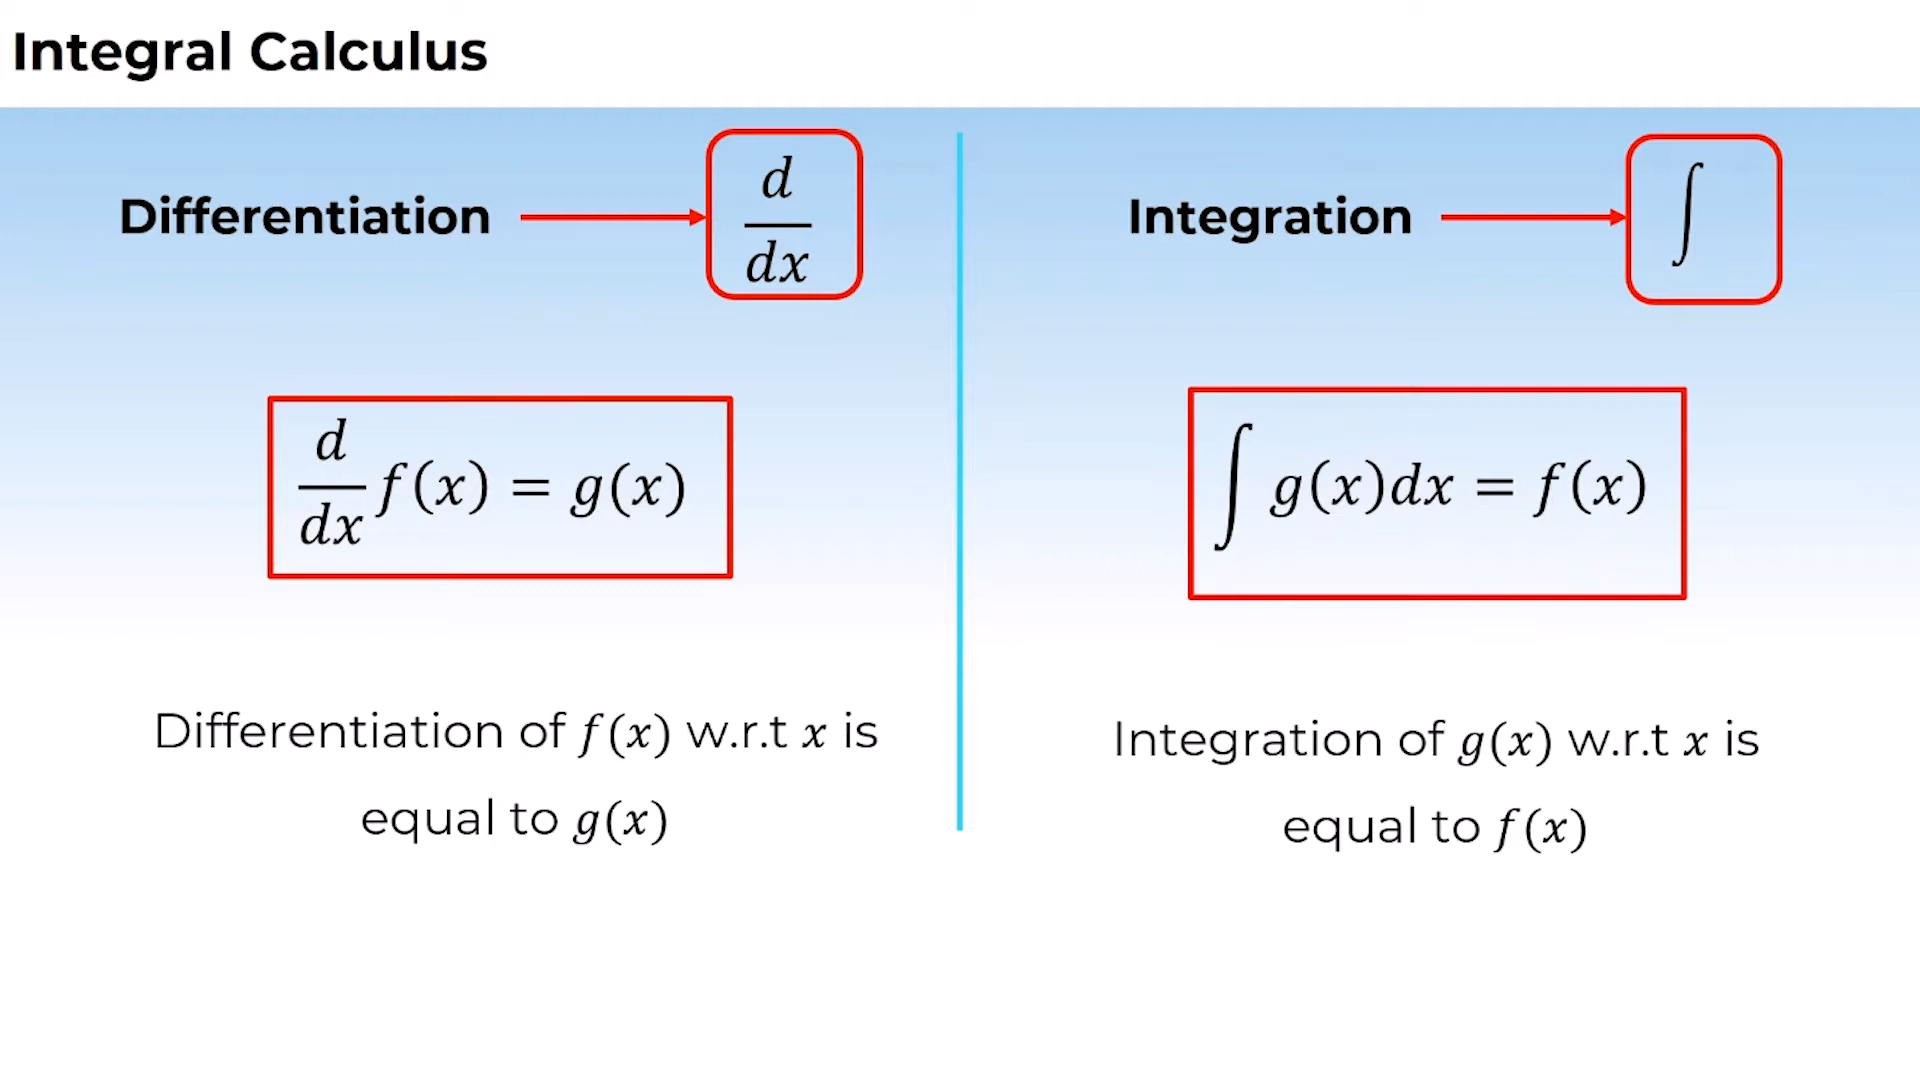 Integral Calculus
Differentiation
d
dx
d
dx f(x) = g(x)
Differentiation of f(x) w.r.t x is
equal to g(x)
Integration
∫
∫ g(x)dx = f(x)
Integration of g(x) w.r.t x is
equal to f(x)